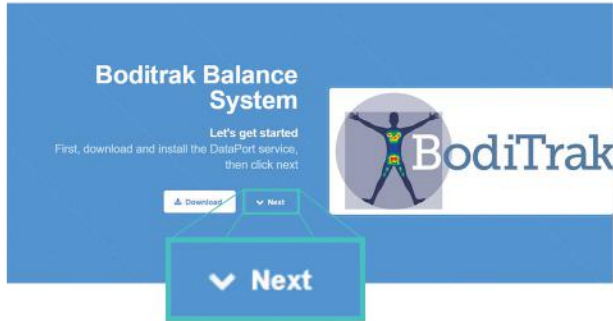 Boditrak Balance
System
Let's get started
First, download and install the DataPort service,
then click next
Download
Next
BodiTrak
Next